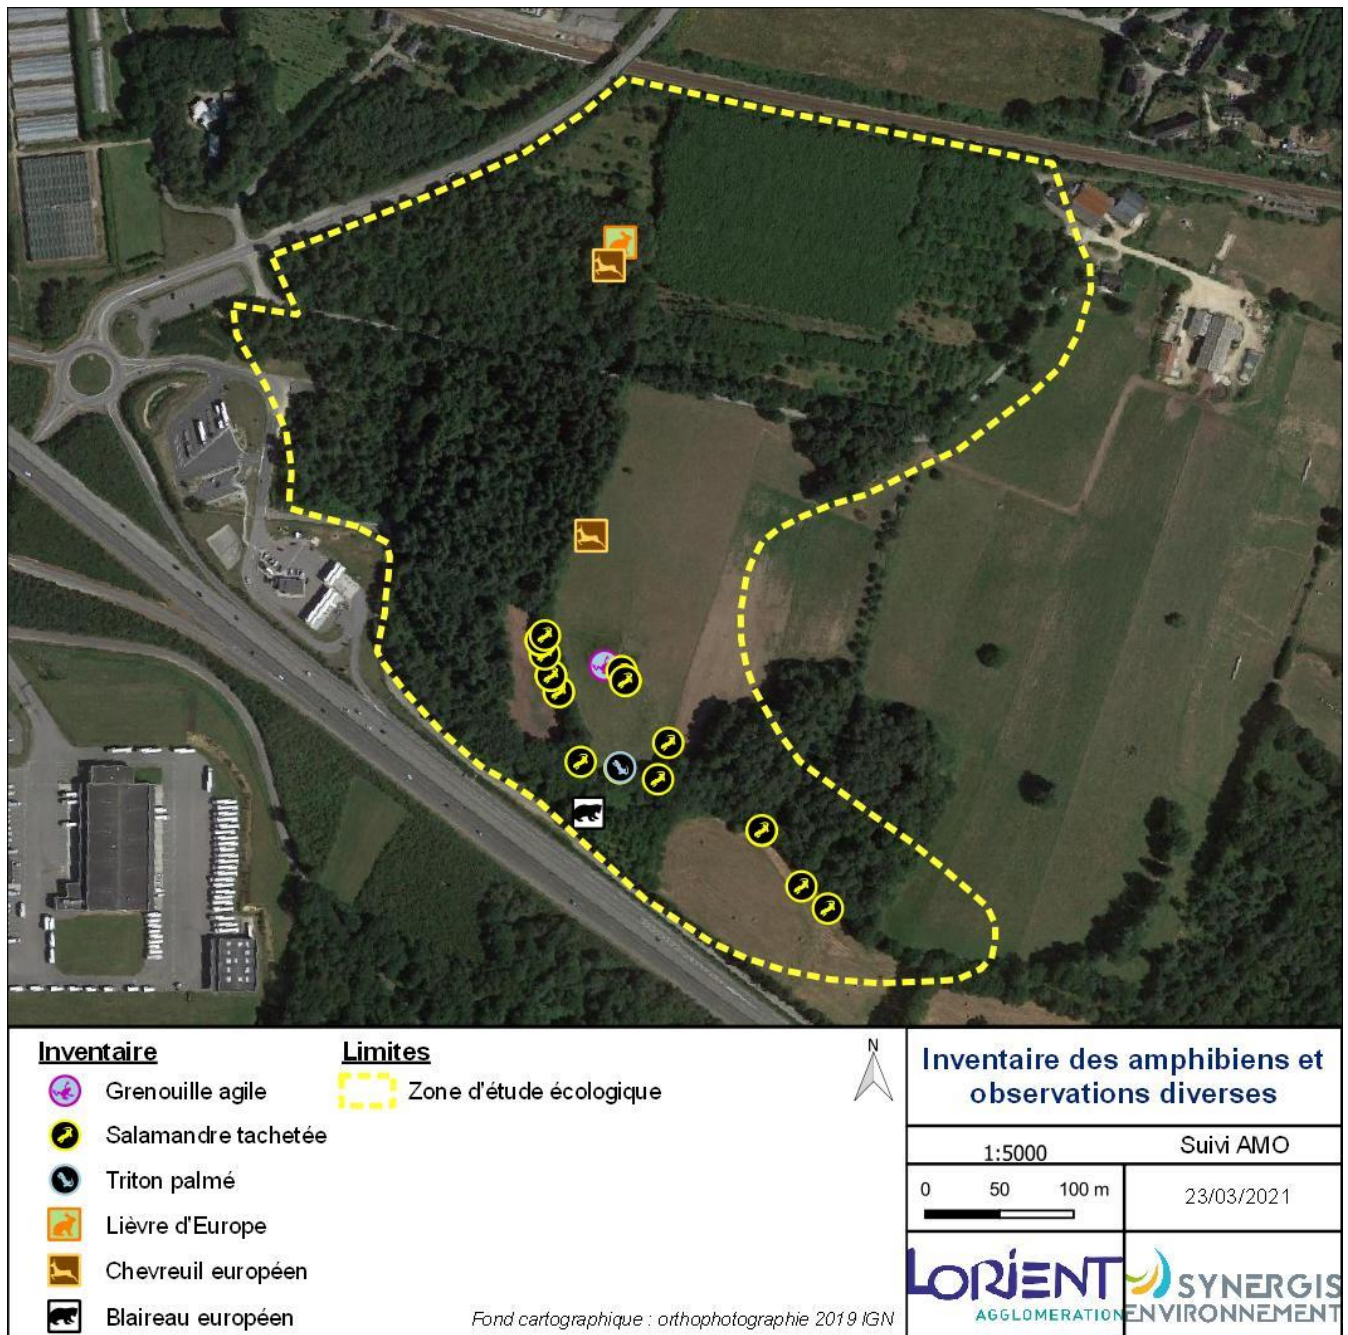 Inventaire
Limites
Grenouille agile
Zone d'étude écologique
Salamandre tachetée
Triton palmé
Lièvre d'Europe
Chevreuil européen
Blaireau européen
Fond cartographique : orthophotographie 2019 IGN
N
Inventaire des amphibiens et
observations diverses
1:5000
Suivi AMO
0 50 100 m
23/03/2021
LORIENT
AGGLOMERATION
SYNERGIS
ENVIRONNEMENT